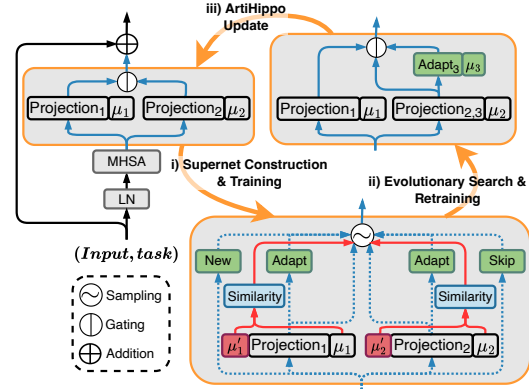 iii) ArtiHippo
Update
Adapt₃ μ₃
Projection₁ μ₁ Projection₂ μ₂
Projection₁ μ₁ Projection₂,₃ μ₂
MHSA
i) Supernet Construction
& Training
ii) Evolutionary Search &
Retraining
LN
(Input, task)
New Adapt Adapt Skip
Sampling
Similarity Similarity
Gating
μ′₁ Projection₁ μ₁ μ′₂ Projection₂ μ₂
Addition